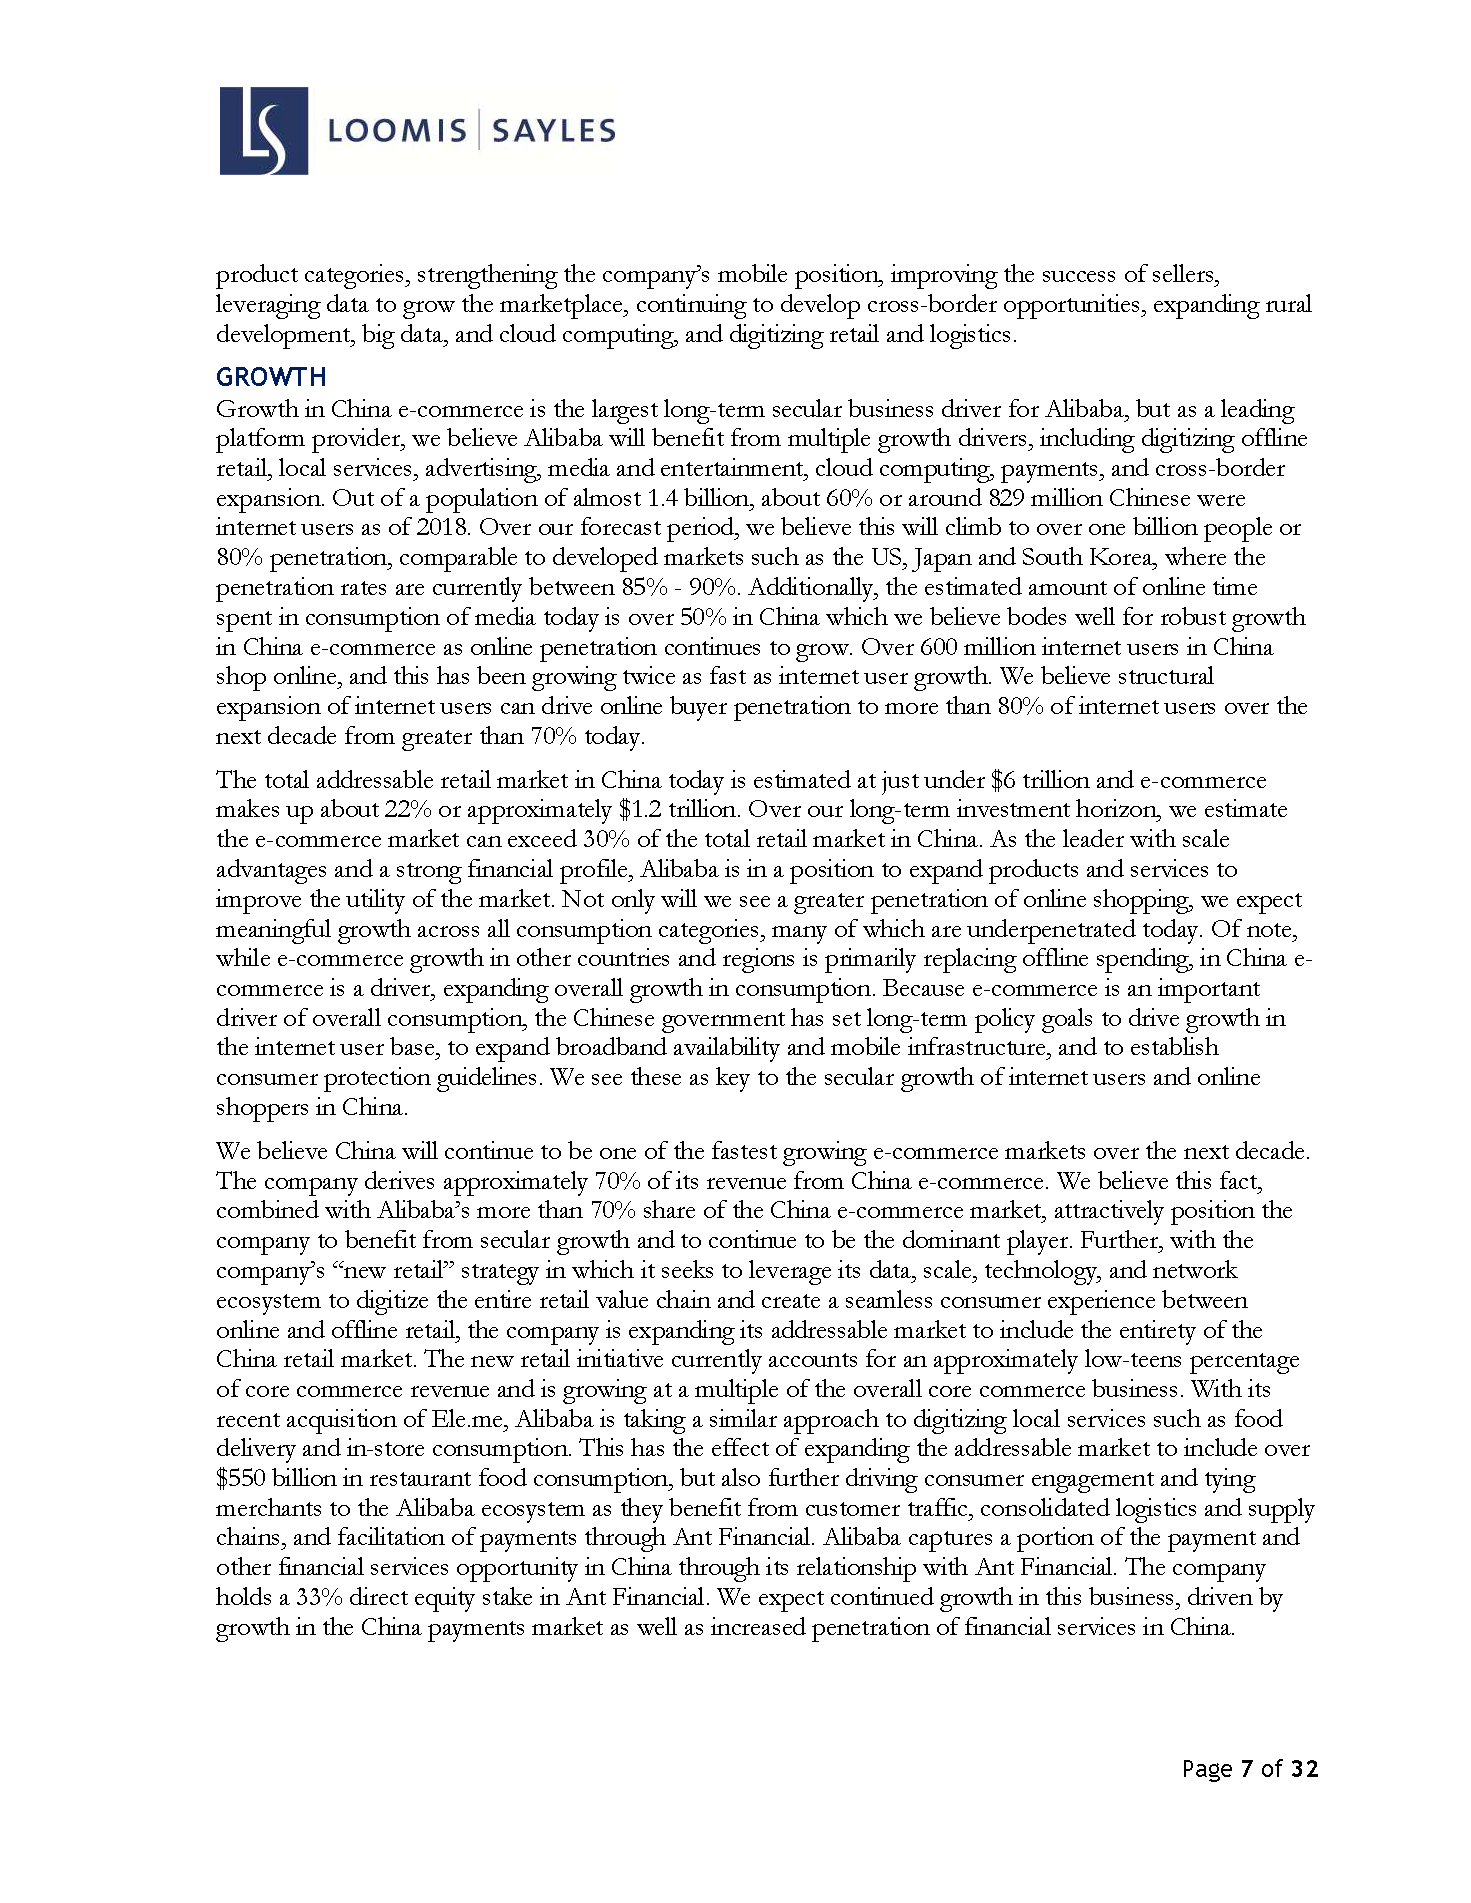 LS LOOMIS | SAYLES
product categories, strengthening the company's mobile position, improving the success of sellers,
leveraging data to grow the marketplace, continuing to develop cross-border opportunities, expanding rural
development, big data, and cloud computing, and digitizing retail and logistics.
GROWTH
Growth in China e-commerce is the largest long-term secular business driver for Alibaba, but as a leading
platform provider, we believe Alibaba will benefit from multiple growth drivers, including digitizing offline
retail, local services, advertising, media and entertainment, cloud computing, payments, and cross-border
expansion. Out of a population of almost 1.4 billion, about 60% or around 829 million Chinese were
internet users as of 2018. Over our forecast period, we believe this will climb to over one billion people or
80% penetration, comparable to developed markets such as the US, Japan and South Korea, where the
penetration rates are currently between 85% - 90%. Additionally, the estimated amount of online time
spent in consumption of media today is over 50% in China which we believe bodes well for robust growth
in China e-commerce as online penetration continues to grow. Over 600 million internet users in China
shop online, and this has been growing twice as fast as internet user growth. We believe structural
expansion of internet users can drive online buyer penetration to more than 80% of internet users over the
next decade from greater than 70% today.
The total addressable retail market in China today is estimated at just under $6 trillion and e-commerce
makes up about 22% or approximately $1.2 trillion. Over our long-term investment horizon, we estimate
the e-commerce market can exceed 30% of the total retail market in China. As the leader with scale
advantages and a strong financial profile, Alibaba is in a position to expand products and services to
improve the utility of the market. Not only will we see a greater penetration of online shopping, we expect
meaningful growth across all consumption categories, many of which are underpenetrated today. Of note,
while e-commerce growth in other countries and regions is primarily replacing offline spending, in China e-
commerce is a driver, expanding overall growth in consumption. Because e-commerce is an important
driver of overall consumption, the Chinese government has set long-term policy goals to drive growth in
the internet user base, to expand broadband availability and mobile infrastructure, and to establish
consumer protection guidelines. We see these as key to the secular growth of internet users and online
shoppers in China.
We believe China will continue to be one of the fastest growing e-commerce markets over the next decade.
The company derives approximately 70% of its revenue from China e-commerce. We believe this fact,
combined with Alibaba's more than 70% share of the China e-commerce market, attractively position the
company to benefit from secular growth and to continue to be the dominant player. Further, with the
company's “new retail” strategy in which it seeks to leverage its data, scale, technology, and network
ecosystem to digitize the entire retail value chain and create a seamless consumer experience between
online and offline retail, the company is expanding its addressable market to include the entirety of the
China retail market. The new retail initiative currently accounts for an approximately low-teens percentage
of core commerce revenue and is growing at a multiple of the overall core commerce business. With its
recent acquisition of Ele.me, Alibaba is taking a similar approach to digitizing local services such as food
delivery and in-store consumption. This has the effect of expanding the addressable market to include over
$550 billion in restaurant food consumption, but also further driving consumer engagement and tying
merchants to the Alibaba ecosystem as they benefit from customer traffic, consolidated logistics and supply
chains, and facilitation of payments through Ant Financial. Alibaba captures a portion of the payment and
other financial services opportunity in China through its relationship with Ant Financial. The company
holds a 33% direct equity stake in Ant Financial. We expect continued growth in this business, driven by
growth in the China payments market as well as increased penetration of financial services in China.
Page 7 of 32